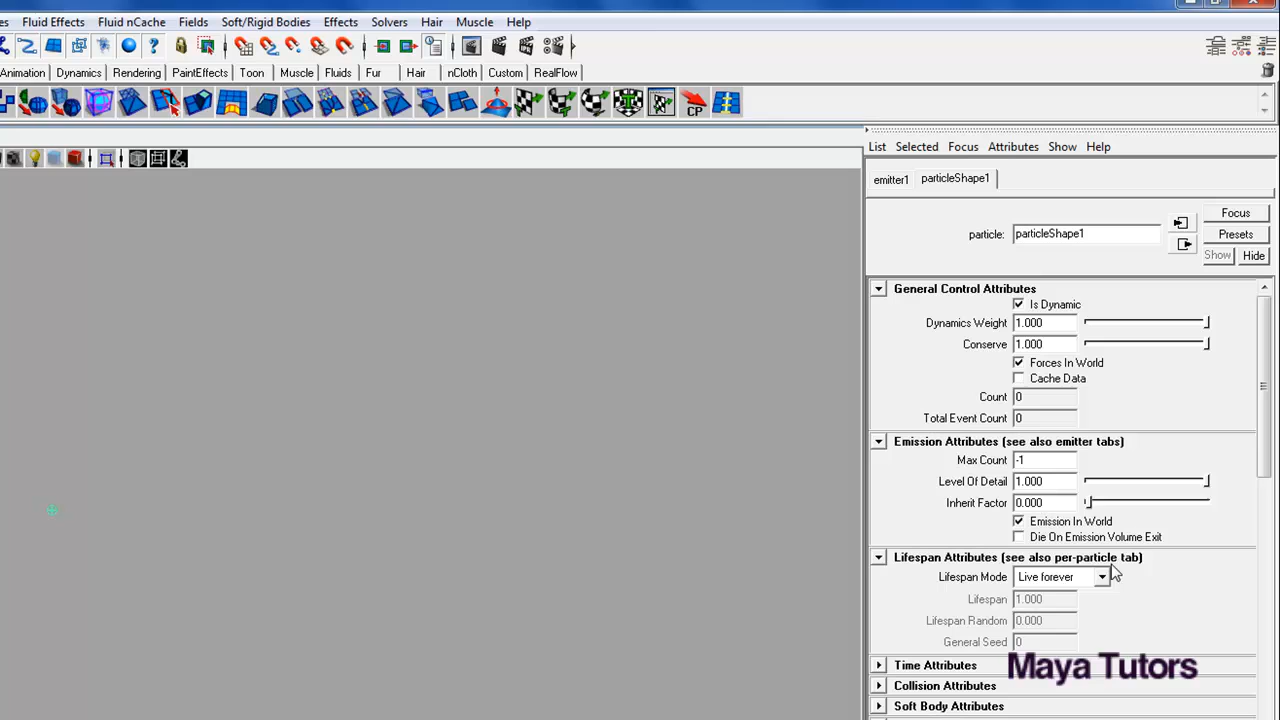 es Fluid Effects Fluid nCache Fields Soft/Rigid Bodies Effects Solvers Hair Muscle Help
Animation Dynamics Rendering PaintEffects Toon Muscle Fluids Fur Hair nCloth Custom RealFlow
CP
List Selected Focus Attributes Show Help
emitter1 particleShape1
Focus
particle: particleShape1 Presets
Show Hide
General Control Attributes
Is Dynamic
Dynamics Weight 1.000
Conserve 1.000
Forces In World
Cache Data
Count 0
Total Event Count 0
Emission Attributes (see also emitter tabs)
Max Count -1
Level Of Detail 1.000
Inherit Factor 0.000
Emission In World
Die On Emission Volume Exit
Lifespan Attributes (see also per-particle tab)
Lifespan Mode Live forever
Lifespan 1.000
Lifespan Random 0.000
General Seed 0
Time Attributes
Maya Tutors
Collision Attributes
Soft Body Attributes